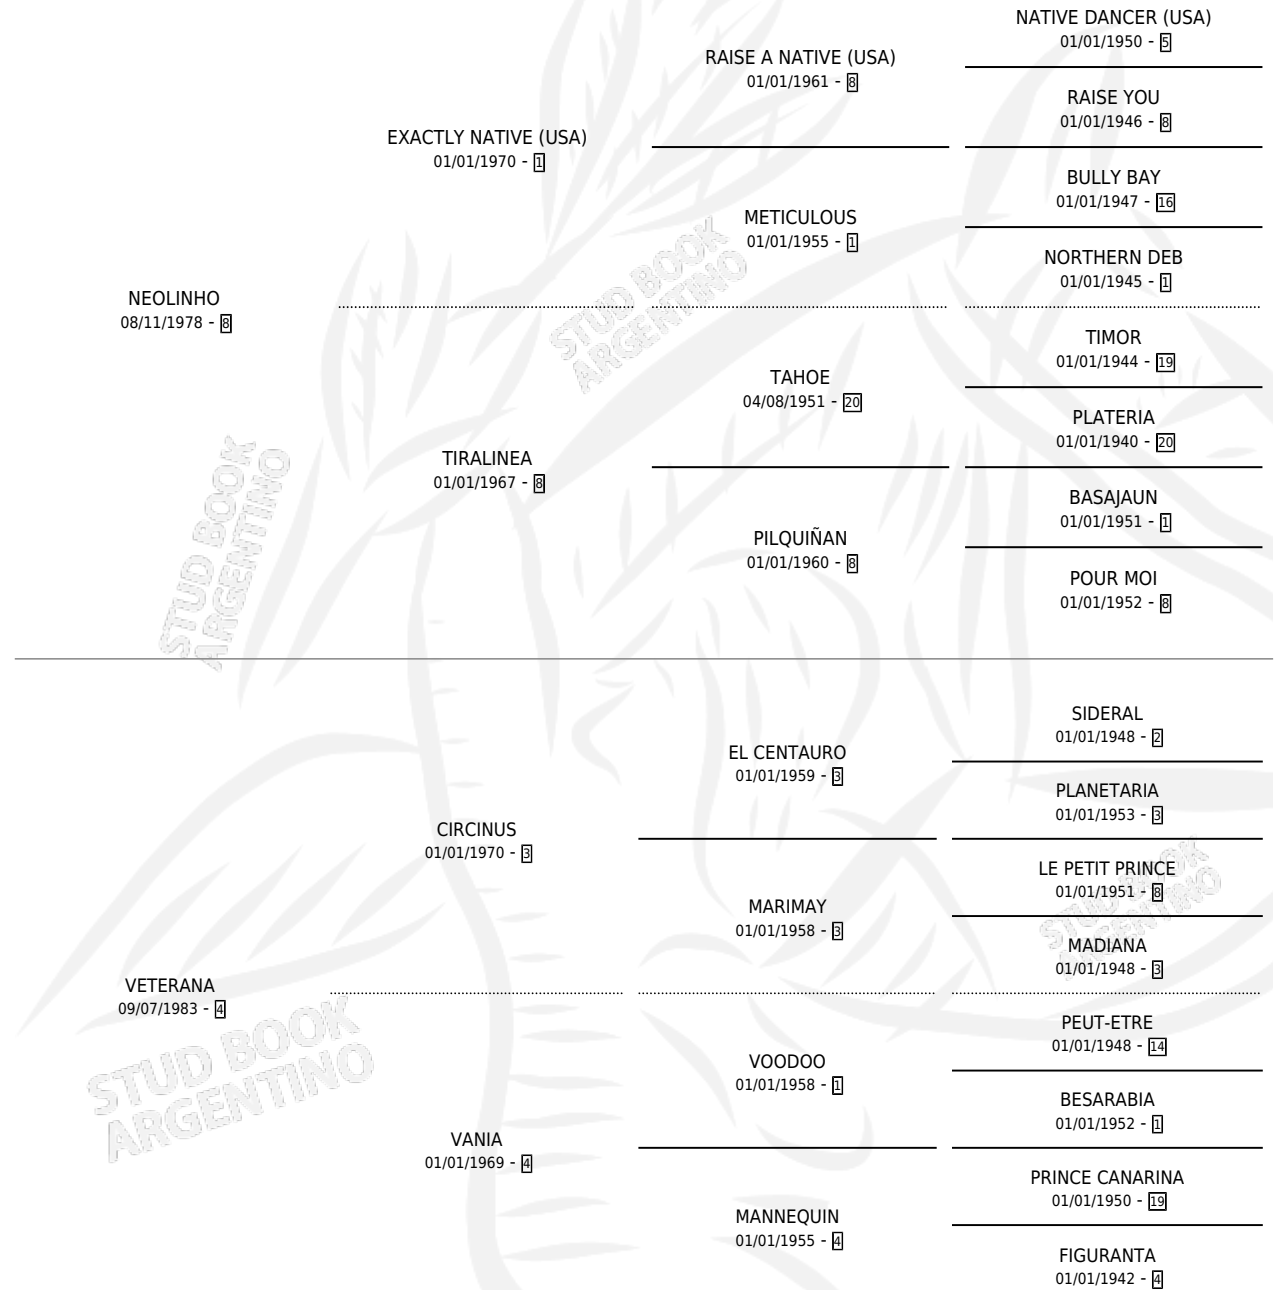 NATIVE DANCER (USA)
01/01/1950 - 5
RAISE A NATIVE (USA)
01/01/1961 - 8
RAISE YOU
01/01/1946 - 8
EXACTLY NATIVE (USA)
01/01/1970 - 1
BULLY BAY
01/01/1947 - 16
METICULOUS
01/01/1955 - 1
NORTHERN DEB
01/01/1945 - 1
NEOLINHO
08/11/1978 - 8
STUD BOOK
ARGENTINO
TIMOR
01/01/1944 - 19
TAHOE
04/08/1951 - 20
PLATERIA
01/01/1940 - 20
TIRALINEA
01/01/1967 - 8
BASAJAUN
01/01/1951 - 1
PILQUIÑAN
01/01/1960 - 8
POUR MOI
01/01/1952 - 8
STUD BOOK
ARGENTINO
SIDERAL
01/01/1948 - 2
EL CENTAURO
01/01/1959 - 3
PLANETARIA
01/01/1953 - 3
CIRCINUS
01/01/1970 - 3
LE PETIT PRINCE
01/01/1951 - 8
MARIMAY
01/01/1958 - 3
MADIANA
01/01/1948 - 3
STUD BOOK
ARGENTINO
VETERANA
09/07/1983 - 4
PEUT-ETRE
01/01/1948 - 14
VOODOO
01/01/1958 - 1
BESARABIA
01/01/1952 - 1
STUD BOOK
ARGENTINO
VANIA
01/01/1969 - 4
PRINCE CANARINA
01/01/1950 - 19
MANNEQUIN
01/01/1955 - 4
FIGURANTA
01/01/1942 - 4